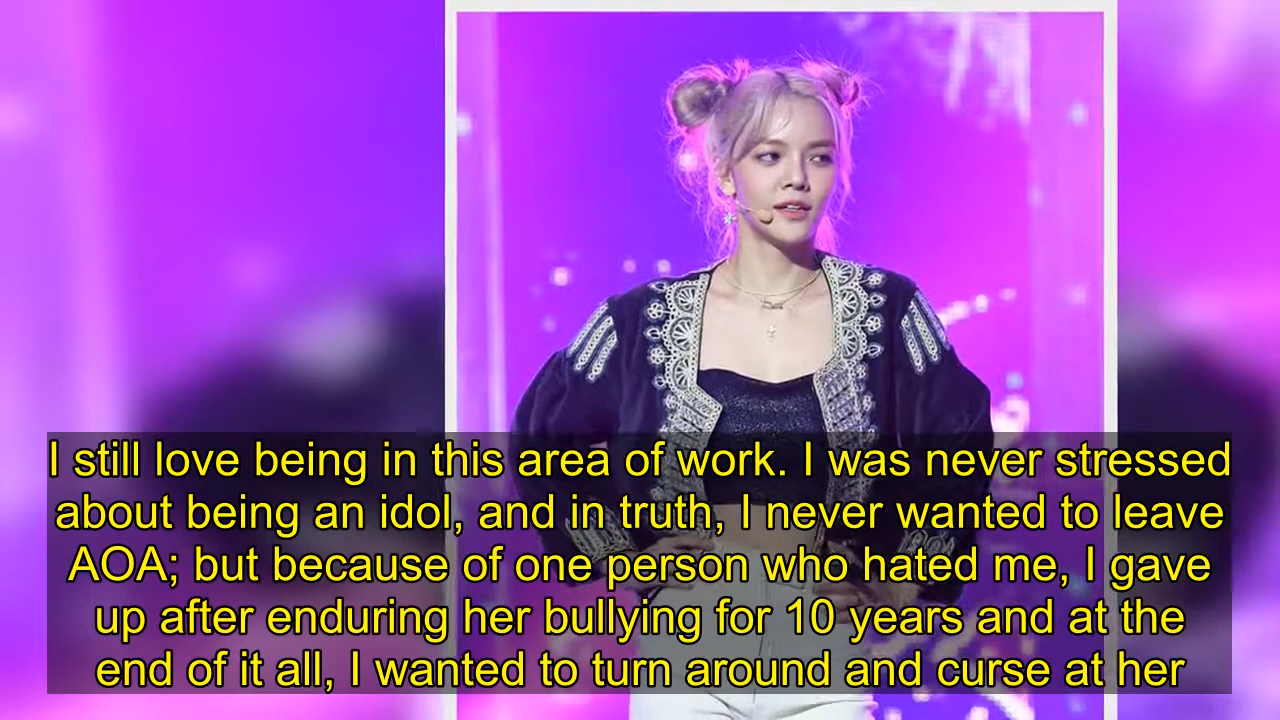 I still love being in this area of work. I was never stressed
about being an idol, and in truth, I never wanted to leave
AOA; but because of one person who hated me, I gave
up after enduring her bullying for 10 years and at the
end of it all, I wanted to turn around and curse at her